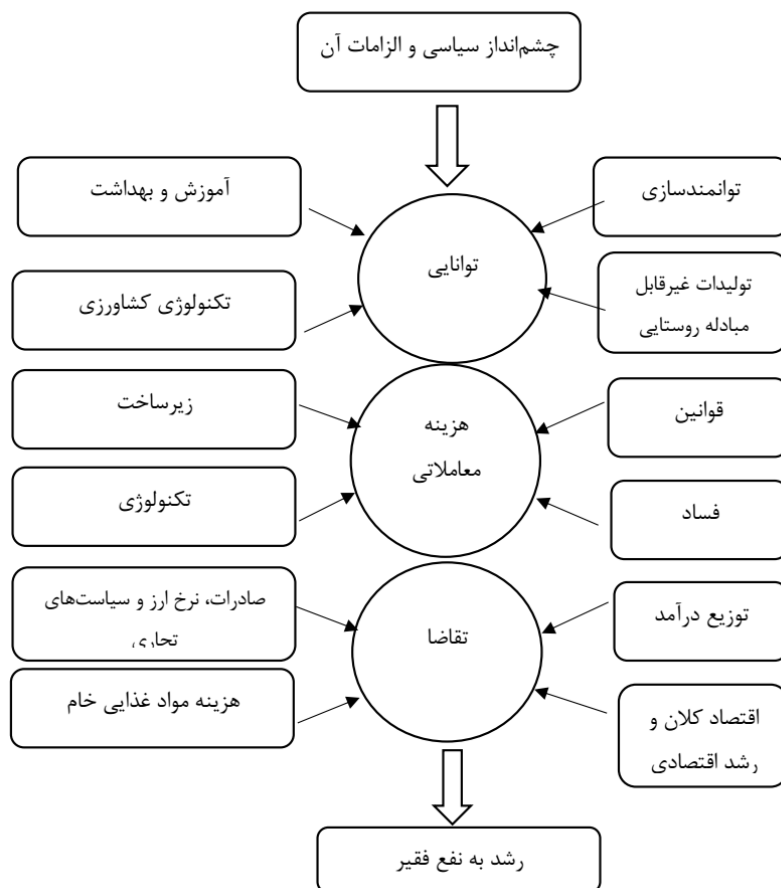 چشم‌انداز سیاسی و الزامات آن
توانمندسازی
آموزش و بهداشت
توانایی
تولیدات غیرقابل
مبادله روستایی
تکنولوژی کشاورزی
قوانین
زیرساخت
هزینه
معاملاتی
فساد
تکنولوژی
توزیع درآمد
صادرات، نرخ ارز و سیاست‌های
تجاری
تقاضا
اقتصاد کلان و
رشد اقتصادی
هزینه مواد غذایی خام
رشد به نفع فقیر